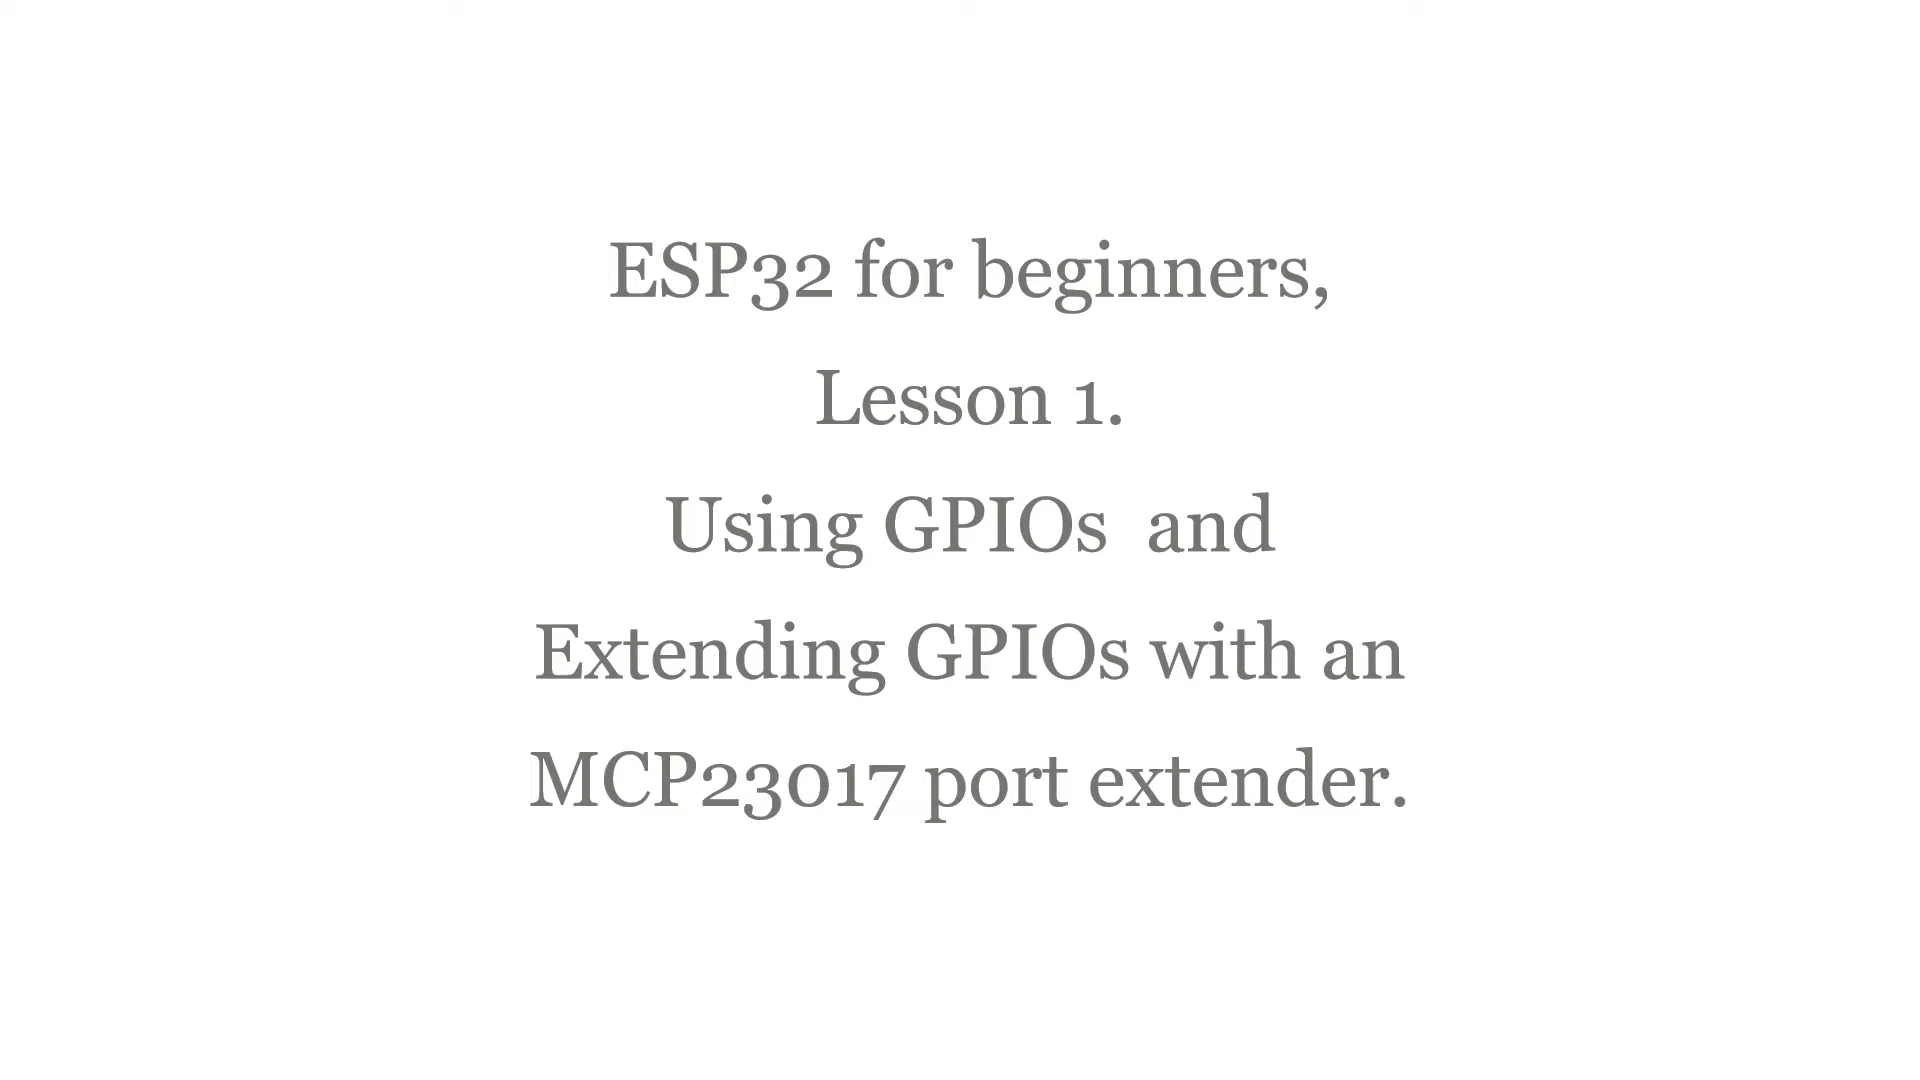 ESP32 for beginners,
Lesson 1.
Using GPIOs  and
Extending GPIOs with an
MCP23017 port extender.